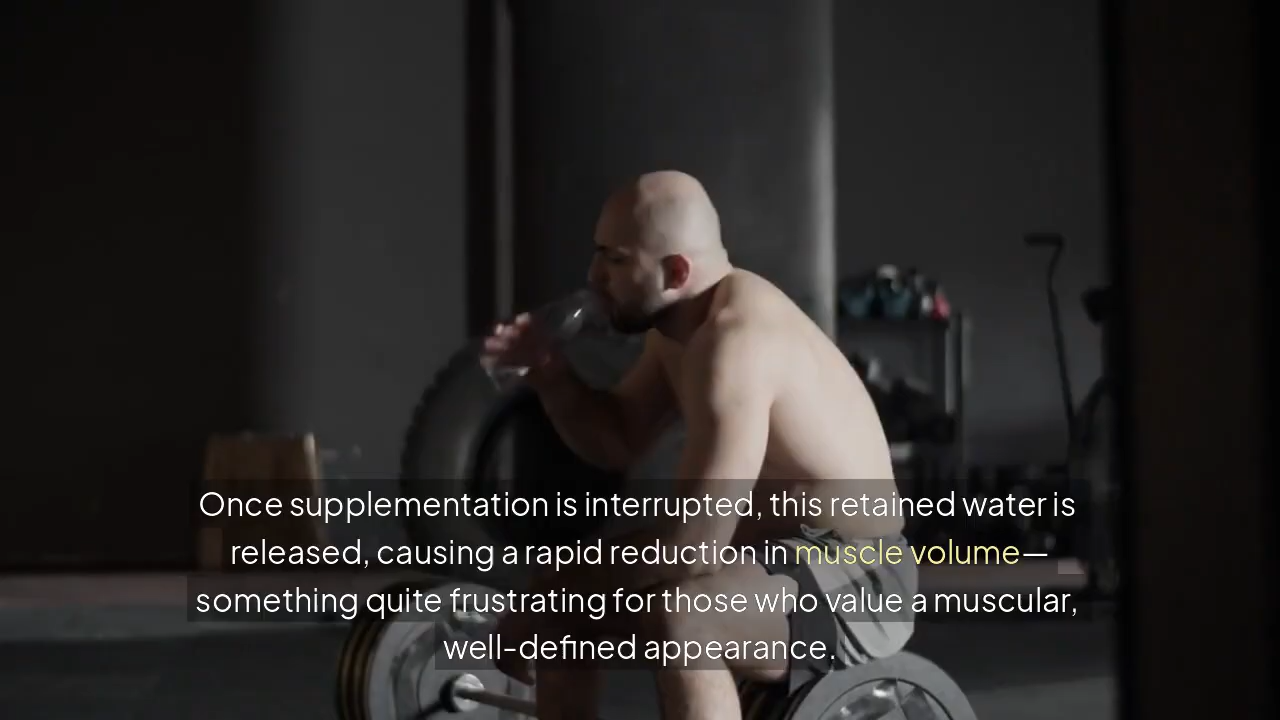 Once supplementation is interrupted, this retained water is
released, causing a rapid reduction in muscle volume—
something quite frustrating for those who value a muscular,
well-defined appearance.